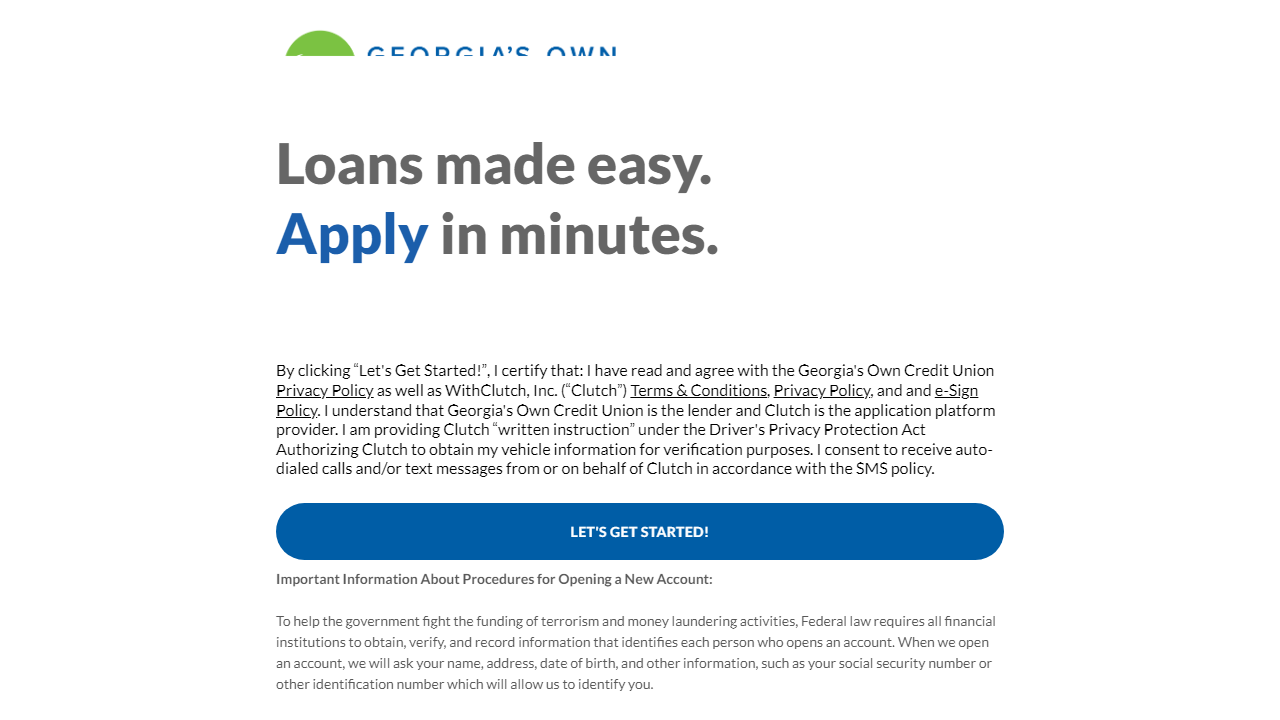 GEORGIA'S OWN
Loans made easy.
Apply in minutes.
By clicking “Let's Get Started!”, I certify that: I have read and agree with the Georgia's Own Credit Union
Privacy Policy as well as WithClutch, Inc. (“Clutch”) Terms & Conditions, Privacy Policy, and and e-Sign
Policy. I understand that Georgia's Own Credit Union is the lender and Clutch is the application platform
provider. I am providing Clutch “written instruction” under the Driver's Privacy Protection Act
Authorizing Clutch to obtain my vehicle information for verification purposes. I consent to receive auto-
dialed calls and/or text messages from or on behalf of Clutch in accordance with the SMS policy.
LET'S GET STARTED!
Important Information About Procedures for Opening a New Account:
To help the government fight the funding of terrorism and money laundering activities, Federal law requires all financial
institutions to obtain, verify, and record information that identifies each person who opens an account. When we open
an account, we will ask your name, address, date of birth, and other information, such as your social security number or
other identification number which will allow us to identify you.